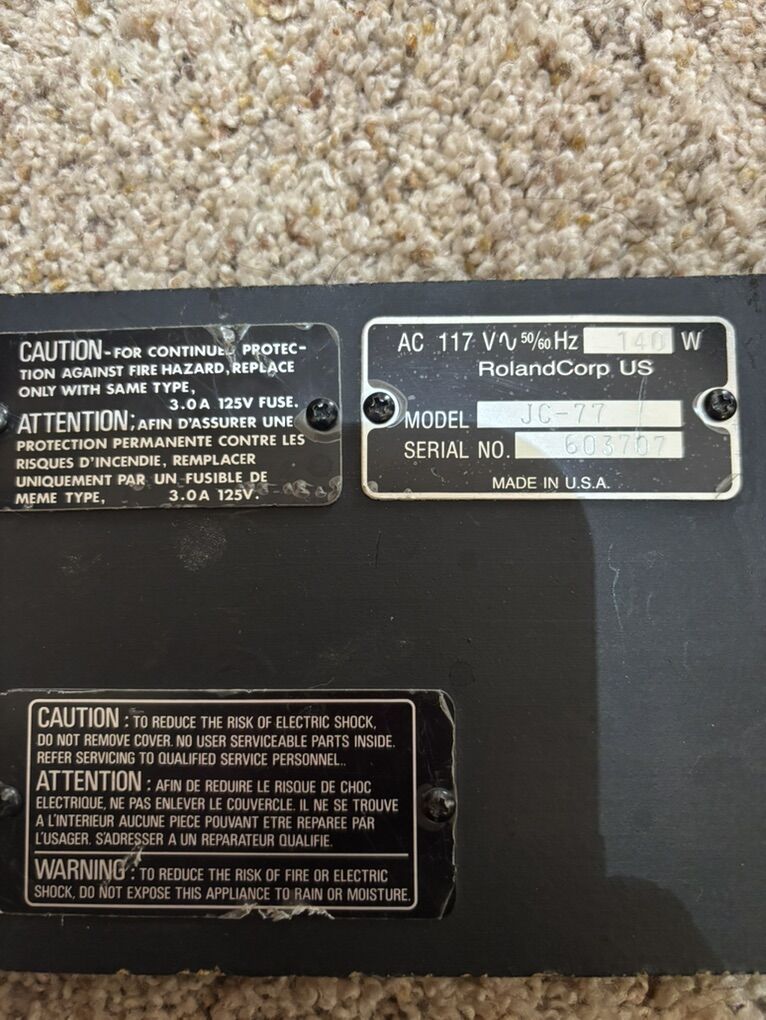 CAUTION-FOR CONTINUED PROTEC-
TION AGAINST FIRE HAZARD, REPLACE
ONLY WITH SAME TYPE,
3.0A 125V FUSE.
ATTENTION; AFIN D'ASSURER UNE
PROTECTION PERMANENTE CONTRE LES
RISQUES D'INCENDIE, REMPLACER
UNIQUEMENT PAR UN FUSIBLE DE
MEME TYPE, 3.0A 125V.
AC 117 V∿ 50/60 Hz 140 W
RolandCorp US
MODEL JC-77
SERIAL NO. 603707
MADE IN U.S.A.
CAUTION : TO REDUCE THE RISK OF ELECTRIC SHOCK,
DO NOT REMOVE COVER. NO USER SERVICEABLE PARTS INSIDE.
REFER SERVICING TO QUALIFIED SERVICE PERSONNEL..
ATTENTION : AFIN DE REDUIRE LE RISQUE DE CHOC
ELECTRIQUE, NE PAS ENLEVER LE COUVERCLE. IL NE SE TROUVE
A L'INTERIEUR AUCUNE PIECE POUVANT ETRE REPAREE PAR
L'USAGER. S'ADRESSER A UN REPARATEUR QUALIFIE.
WARNING : TO REDUCE THE RISK OF FIRE OR ELECTRIC
SHOCK, DO NOT EXPOSE THIS APPLIANCE TO RAIN OR MOISTURE.